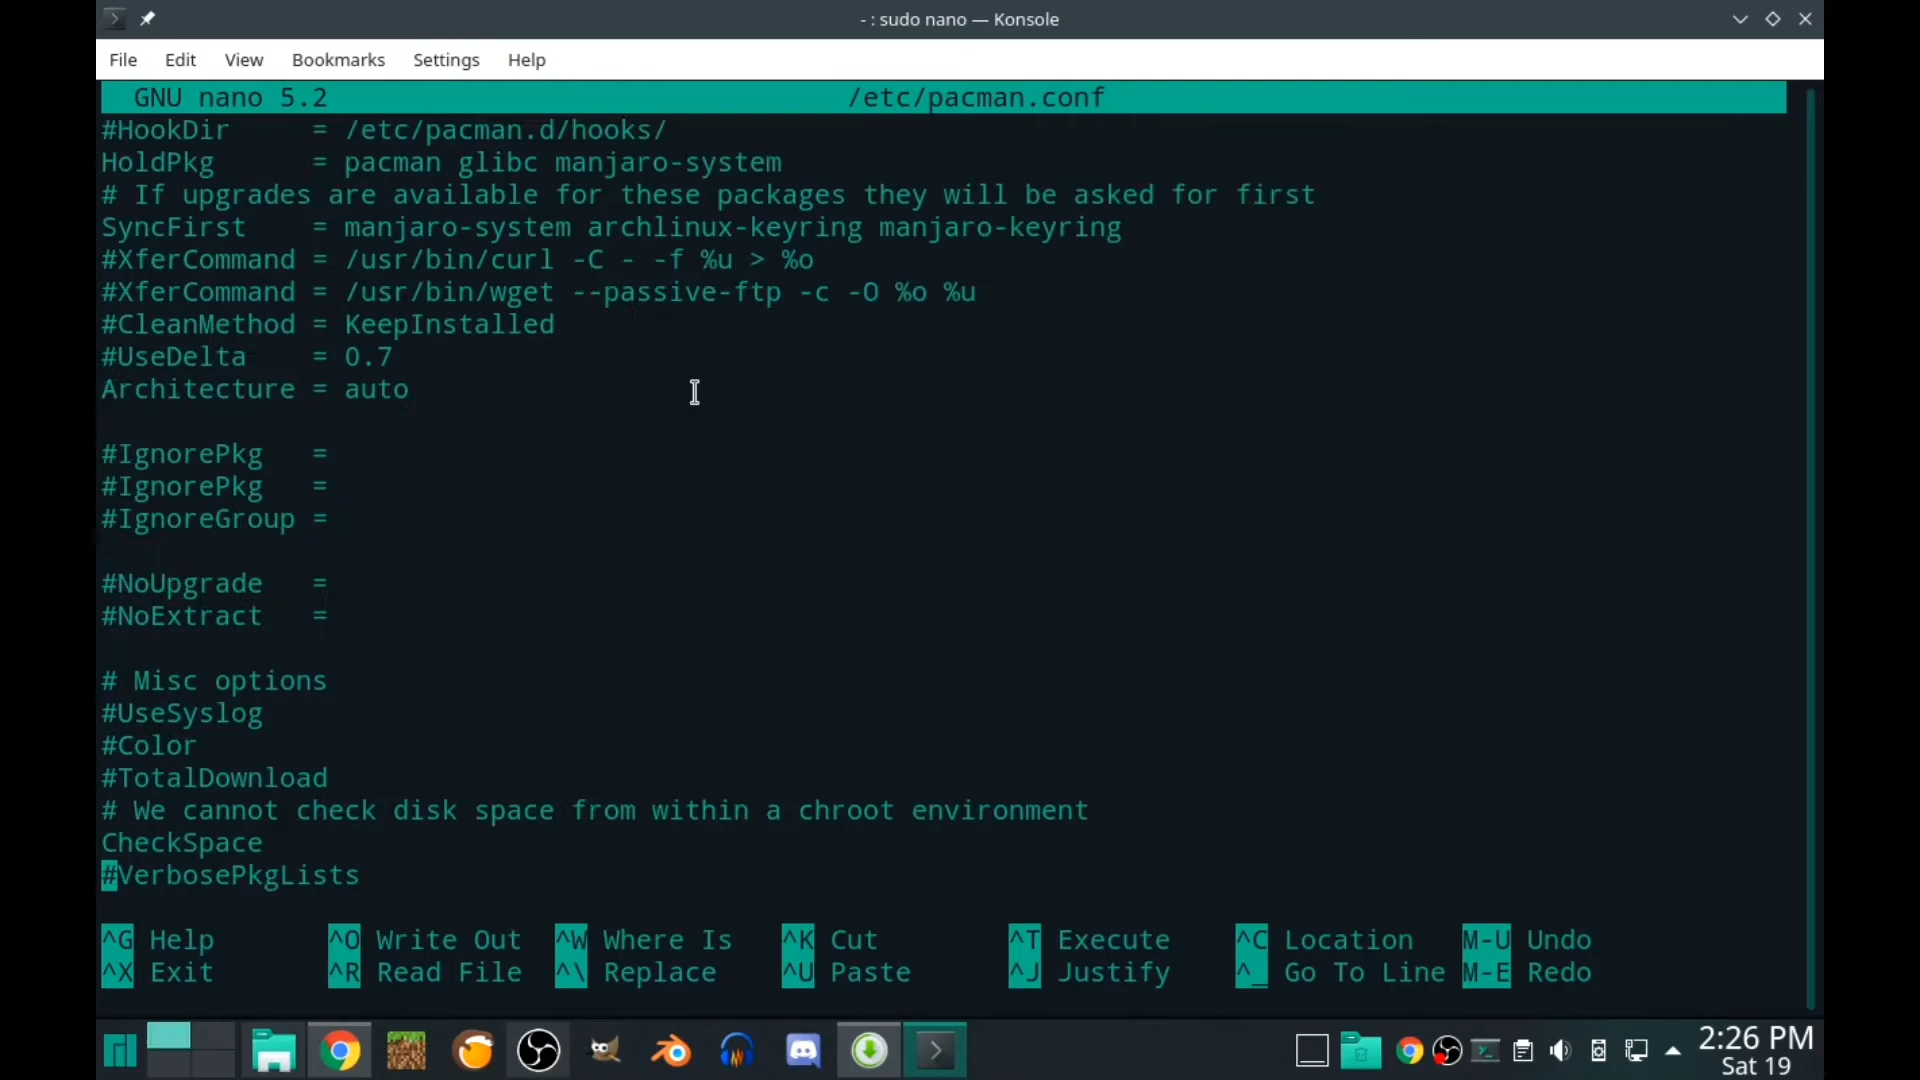 - : sudo nano — Konsole
File Edit View Bookmarks Settings Help
GNU nano 5.2 /etc/pacman.conf
#HookDir = /etc/pacman.d/hooks/
HoldPkg = pacman glibc manjaro-system
# If upgrades are available for these packages they will be asked for first
SyncFirst = manjaro-system archlinux-keyring manjaro-keyring
#XferCommand = /usr/bin/curl -C - -f %u > %o
#XferCommand = /usr/bin/wget --passive-ftp -c -O %o %u
#CleanMethod = KeepInstalled
#UseDelta = 0.7
Architecture = auto
#IgnorePkg =
#IgnorePkg =
#IgnoreGroup =
#NoUpgrade =
#NoExtract =
# Misc options
#UseSyslog
#Color
#TotalDownload
# We cannot check disk space from within a chroot environment
CheckSpace
#VerbosePkgLists
^G Help ^O Write Out ^W Where Is ^K Cut ^T Execute ^C Location M-U Undo
^X Exit ^R Read File ^\ Replace ^U Paste ^J Justify ^_ Go To Line M-E Redo
2:26 PM
Sat 19